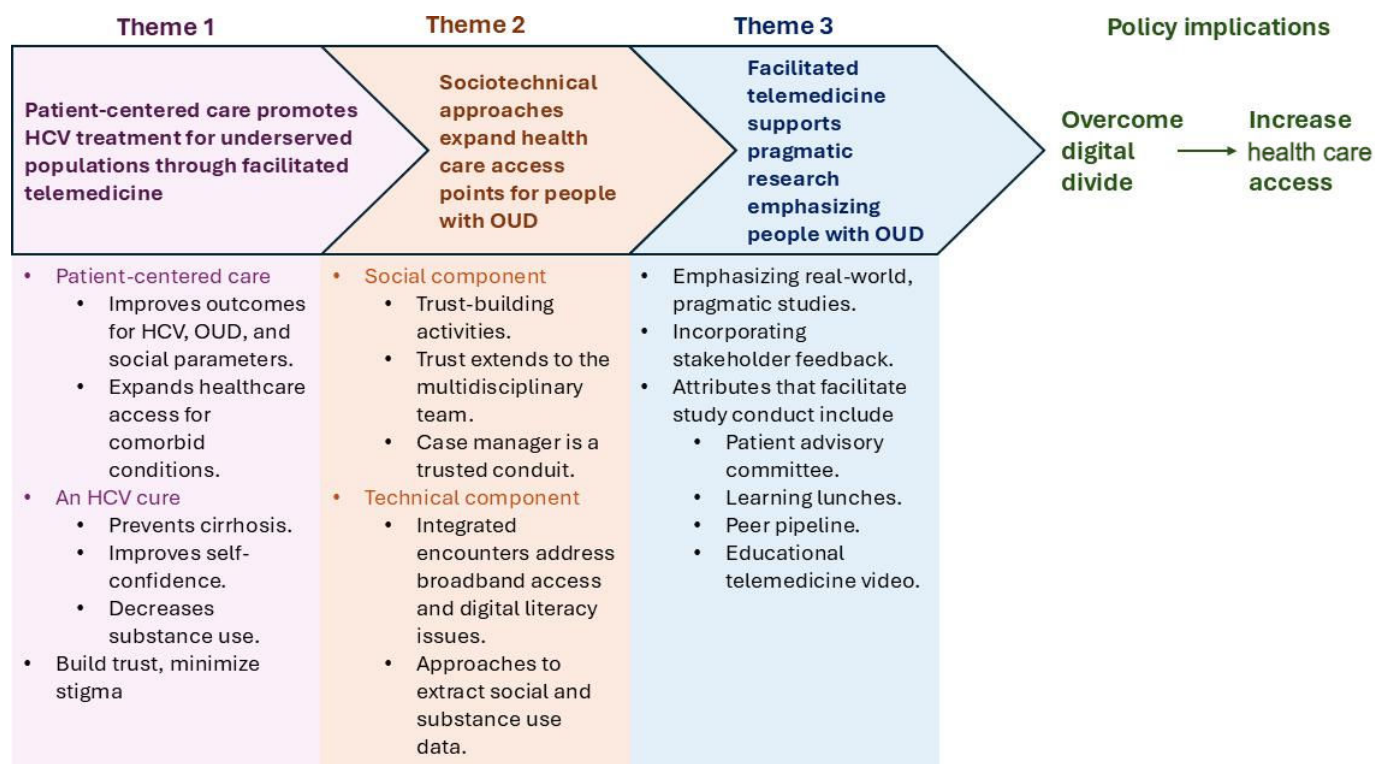 Theme 1
Patient-centered care promotes
HCV treatment for underserved
populations through facilitated
telemedicine
• Patient-centered care
• Improves outcomes
for HCV, OUD, and
social parameters.
• Expands healthcare
access for
comorbid
conditions.
• An HCV cure
• Prevents cirrhosis.
• Improves self-
confidence.
• Decreases
substance use.
• Build trust, minimize
stigma
Theme 2
Sociotechnical
approaches
expand health
care access
points for people
with OUD
• Social component
• Trust-building
activities.
• Trust extends to the
multidisciplinary
team.
• Case manager is a
trusted conduit.
• Technical component
• Integrated
encounters address
broadband access
and digital literacy
issues.
• Approaches to
extract social and
substance use
data.
Theme 3
Facilitated
telemedicine
supports
pragmatic
research
emphasizing
people with OUD
• Emphasizing real-world,
pragmatic studies.
• Incorporating
stakeholder feedback.
• Attributes that facilitate
study conduct include
• Patient advisory
committee.
• Learning lunches.
• Peer pipeline.
• Educational
telemedicine video.
Policy implications
Overcome
digital
divide
Increase
health care
access